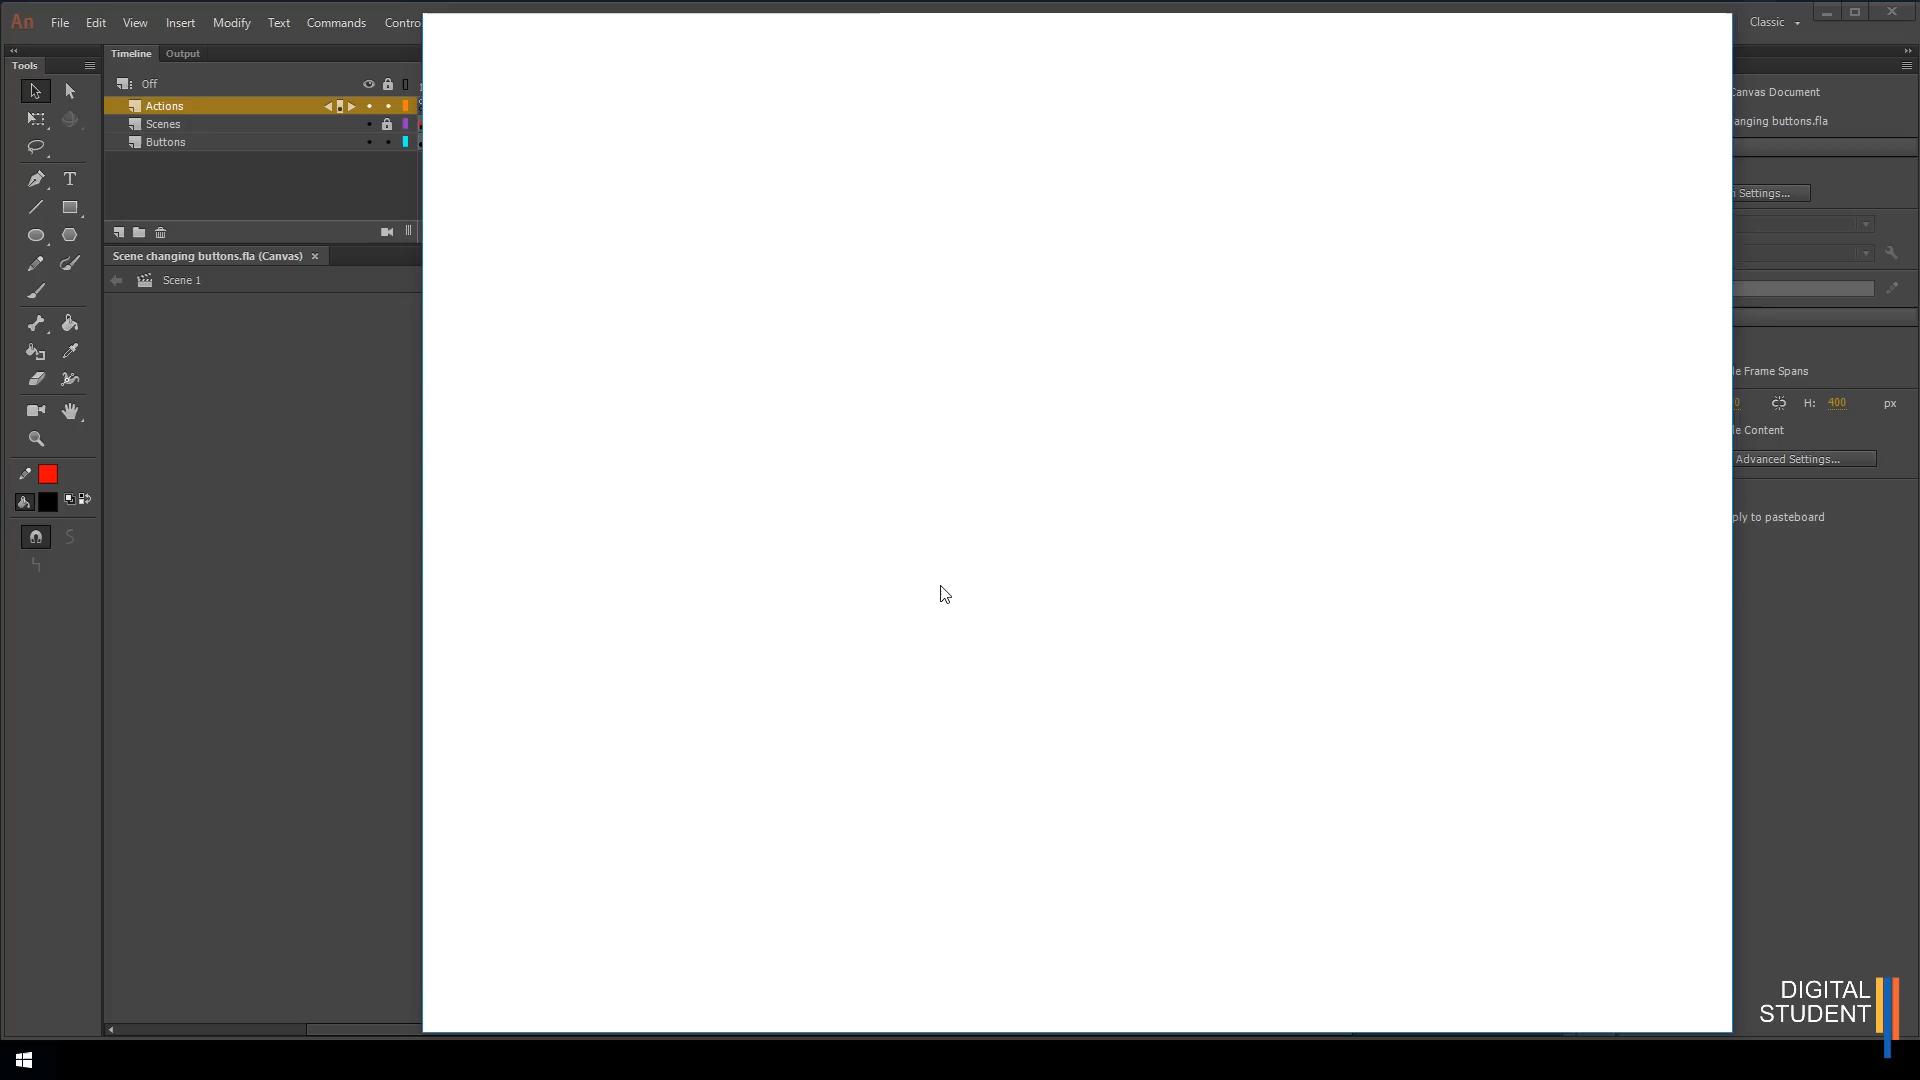 An File Edit View Insert Modify Text Commands Contro
Classic
Tools
Timeline Output
Off
Actions
Scenes
Buttons
Scene changing buttons.fla (Canvas) ×
Scene 1
Canvas Document
anging buttons.fla
Settings...
le Frame Spans
H: 400 px
le Content
Advanced Settings...
ply to pasteboard
T
DIGITAL
STUDENT